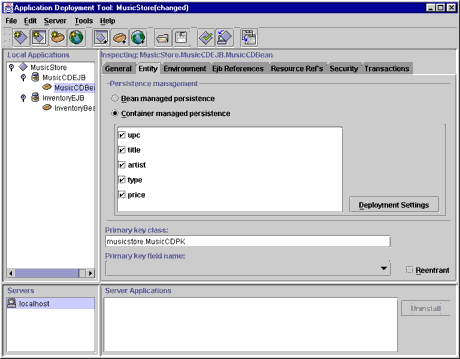 Application Deployment Tool: MusicStore(changed)
File Edit Server Tools Help
Local Applications
MusicStore
MusicCDEJB
MusicCDBea
InventoryEJB
InventoryBea
Inspecting: MusicStore.MusicCDEJB.MusicCDBean
General Entity Environment Ejb References Resource Ref's Security Transactions
Persistence management
Bean managed persistence
Container managed persistence
upc
title
artist
type
price
Deployment Settings
Primary key class:
musicstore.MusicCDPK
Primary key field name:
Reentrant
Servers
localhost
Server Applications
Uninstall